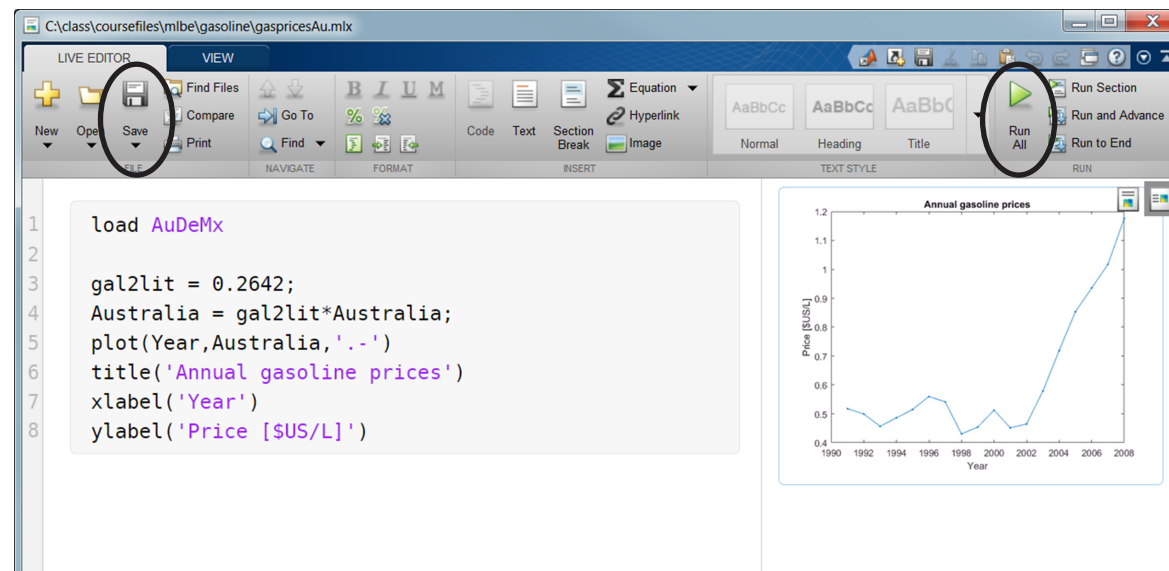 C:\class\coursefiles\mlbe\gasoline\gaspricesAu.mlx
LIVE EDITOR VIEW
New Open Save
Find Files
Compare
Print
FILE
Go To
Find
NAVIGATE
B I U M
FORMAT
Code Text Section Break
Equation
Hyperlink
Image
INSERT
AaBbCc AaBbCc AaBbC
Normal Heading Title
TEXT STYLE
Run All
Run Section
Run and Advance
Run to End
RUN
1 load AuDeMx
2
3 gal2lit = 0.2642;
4 Australia = gal2lit*Australia;
5 plot(Year,Australia,'.-')
6 title('Annual gasoline prices')
7 xlabel('Year')
8 ylabel('Price [$US/L]')
Annual gasoline prices
1.2
1.1
1
0.9
0.8
0.7
0.6
0.5
0.4
Price [$US/L]
1990 1992 1994 1996 1998 2000 2002 2004 2006 2008
Year